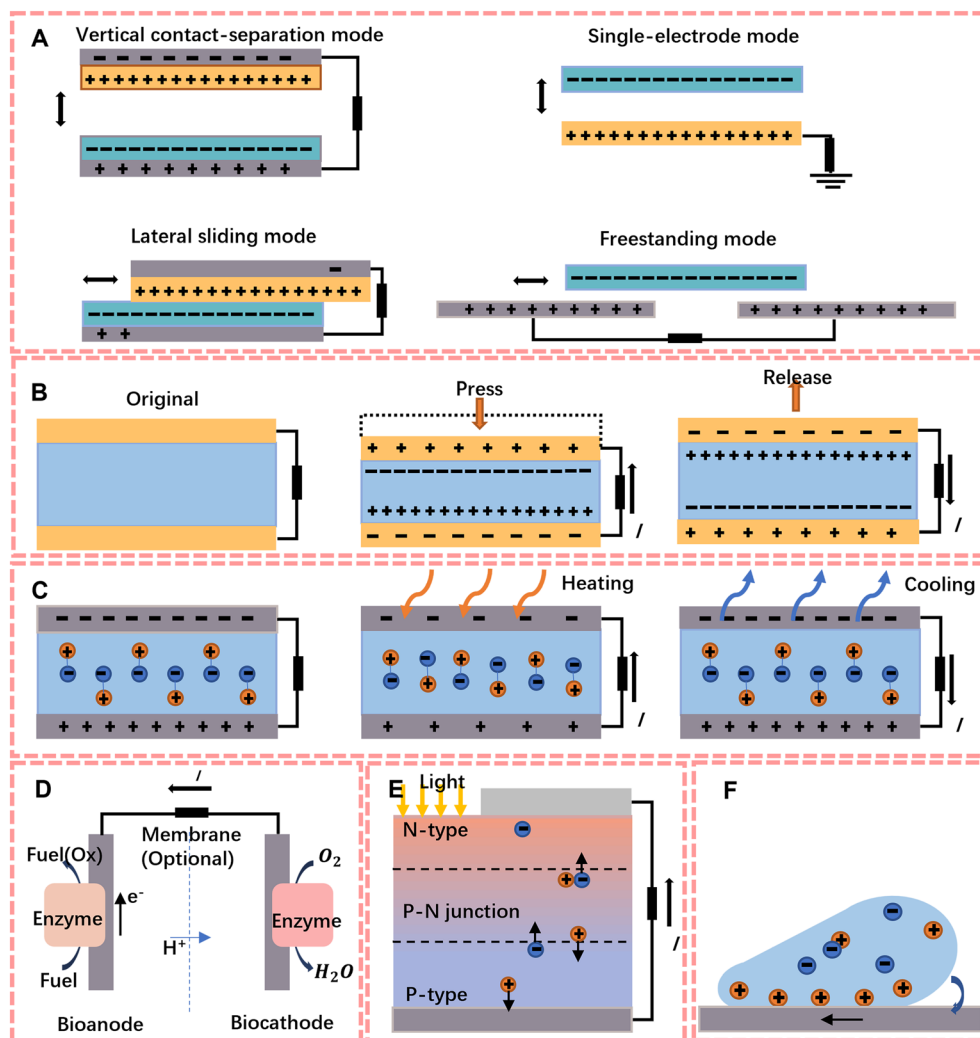 A
Vertical contact-separation mode
Single-electrode mode
Lateral sliding mode
Freestanding mode
B
Original
Press
Release
I
I
C
Heating
Cooling
I
I
D
I
Membrane
(Optional)
Fuel(Ox)
Enzyme
e-
H+
Fuel
Bioanode
O2
Enzyme
H2O
Biocathode
E
Light
N-type
P-N junction
P-type
I
F